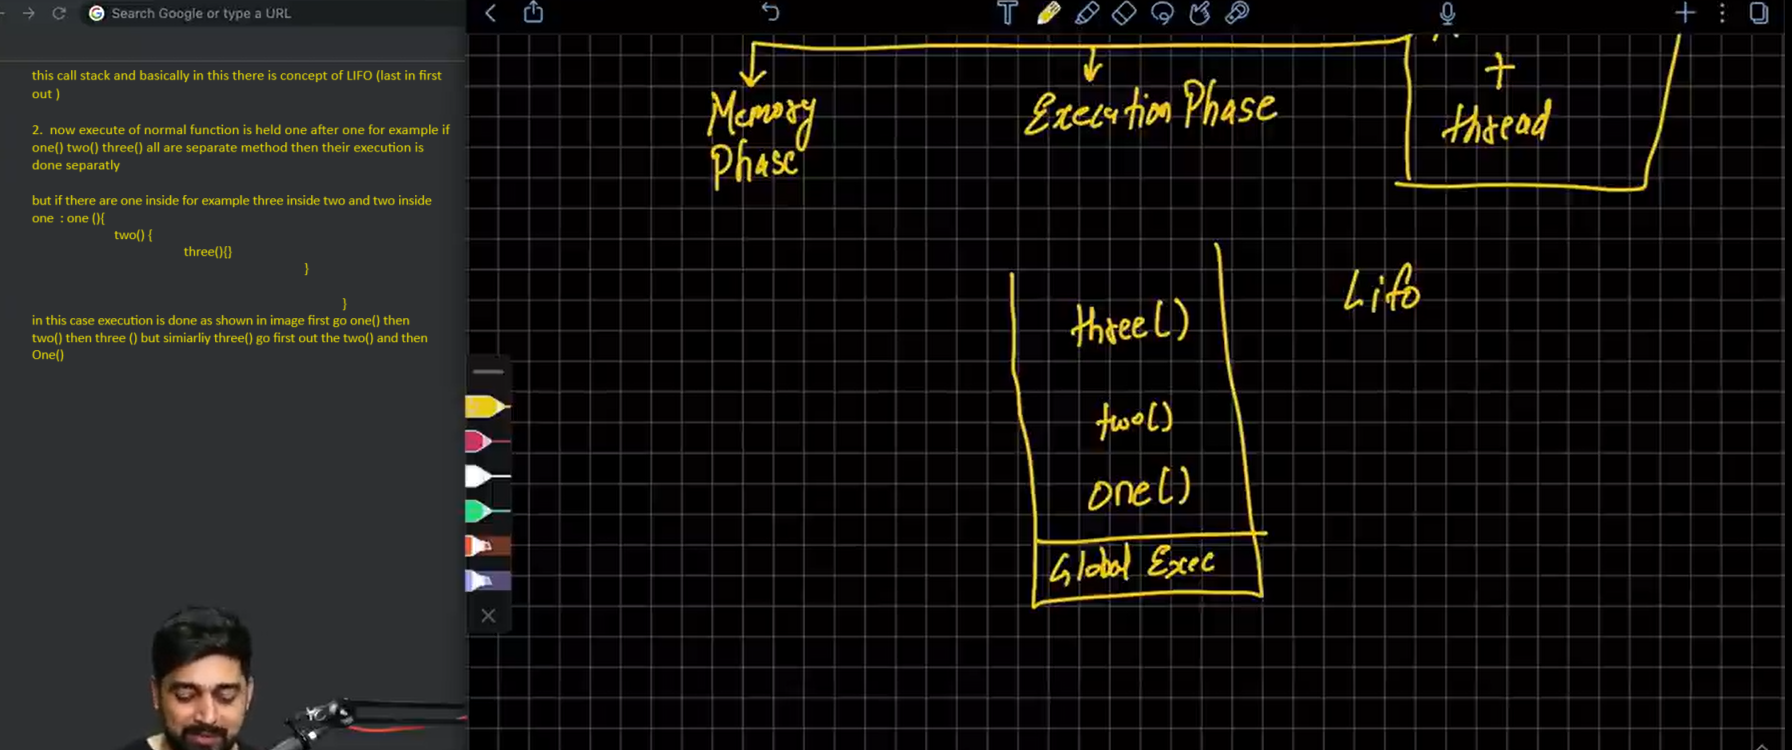 Search Google or type a URL
this call stack and basically in this there is concept of LIFO (last in first
out )
2. now execute of normal function is held one after one for example if
one() two() three() all are separate method then their execution is
done separatly
but if there are one inside for example three inside two and two inside
one : one (){
two() {
three(){}
}
}
in this case execution is done as shown in image first go one() then
two() then three () but simiarliy three() go first out the two() and then
One()
Memory
Phase
Execution Phase
+
thread
Lifo
three()
two()
one()
Global Exec